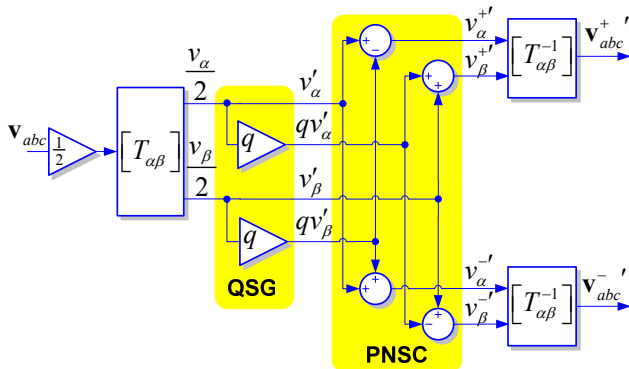 v_α/2 v'_α v_α^+'
[T_αβ^-1] v_abc^+'
+ − v_β^+'
+ +
v_abc 1/2 [T_αβ] q qv'_α
v_β/2 v'_β
q qv'_β
QSG
+ + v_α^-'
+ − v_β^-'
[T_αβ^-1] v_abc^-'
PNSC